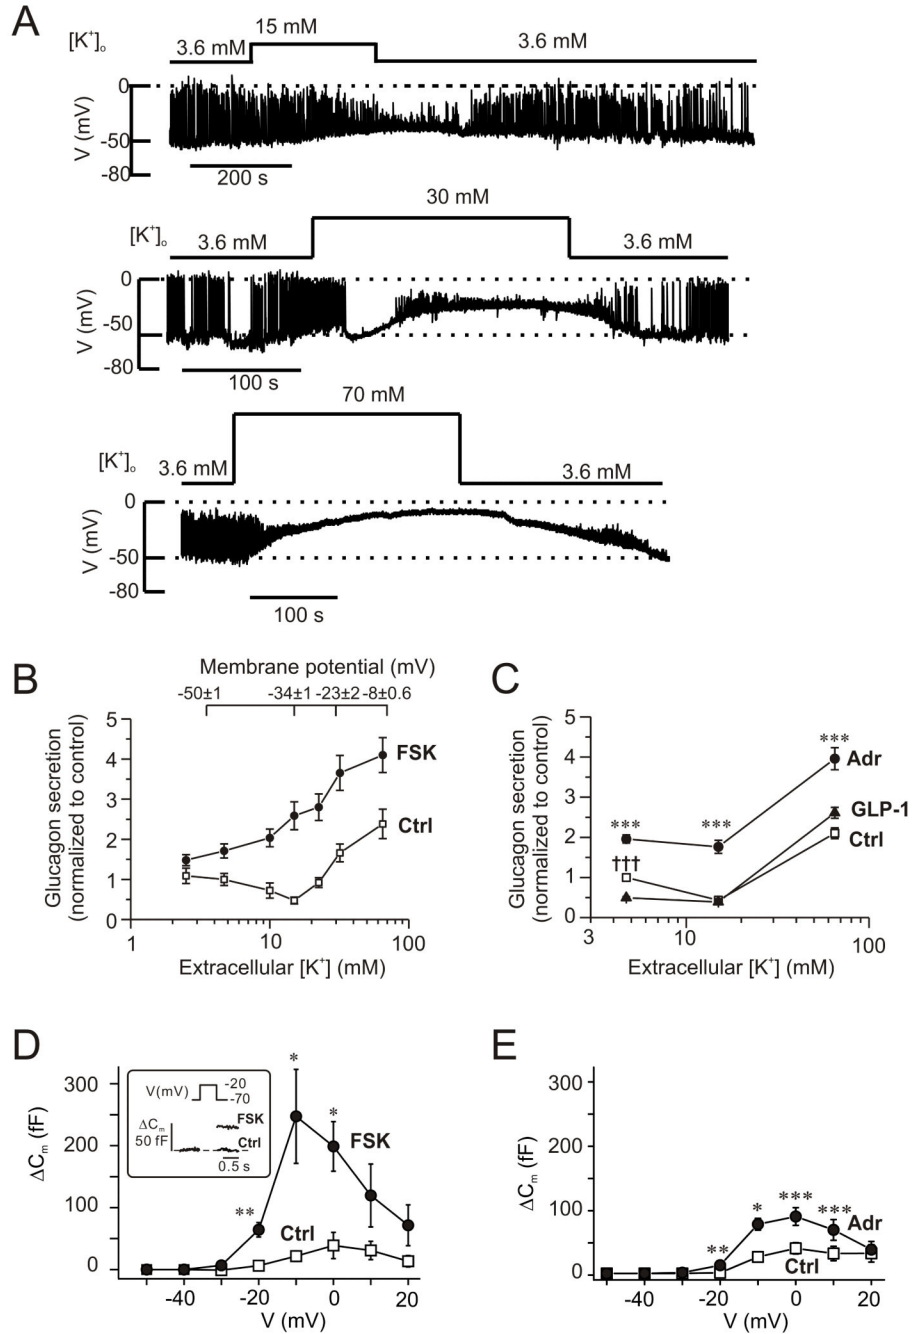 A
[K⁺]ₒ
15 mM
3.6 mM
3.6 mM
0
-50
-80
V (mV)
200 s
30 mM
[K⁺]ₒ
3.6 mM
3.6 mM
0
-50
-80
V (mV)
100 s
70 mM
[K⁺]ₒ
3.6 mM
3.6 mM
0
-50
-80
V (mV)
100 s
B
Membrane potential (mV)
-50±1 -34±1 -23±2 -8±0.6
Glucagon secretion
(normalized to control)
5
4
3
2
1
0
FSK
Ctrl
1 10 100
Extracellular [K⁺] (mM)
C
Glucagon secretion
(normalized to control)
5
4
3
2
1
0
***
***
***
†††
Adr
GLP-1
Ctrl
3 10 100
Extracellular [K⁺] (mM)
D
ΔCₘ (fF)
300
200
100
0
V(mV)
-20
-70
ΔCₘ
50 fF
FSK
Ctrl
0.5 s
**
*
*
FSK
Ctrl
-40 -20 0 20
V (mV)
E
ΔCₘ (fF)
300
200
100
0
**
*
***
***
Adr
Ctrl
-40 -20 0 20
V (mV)